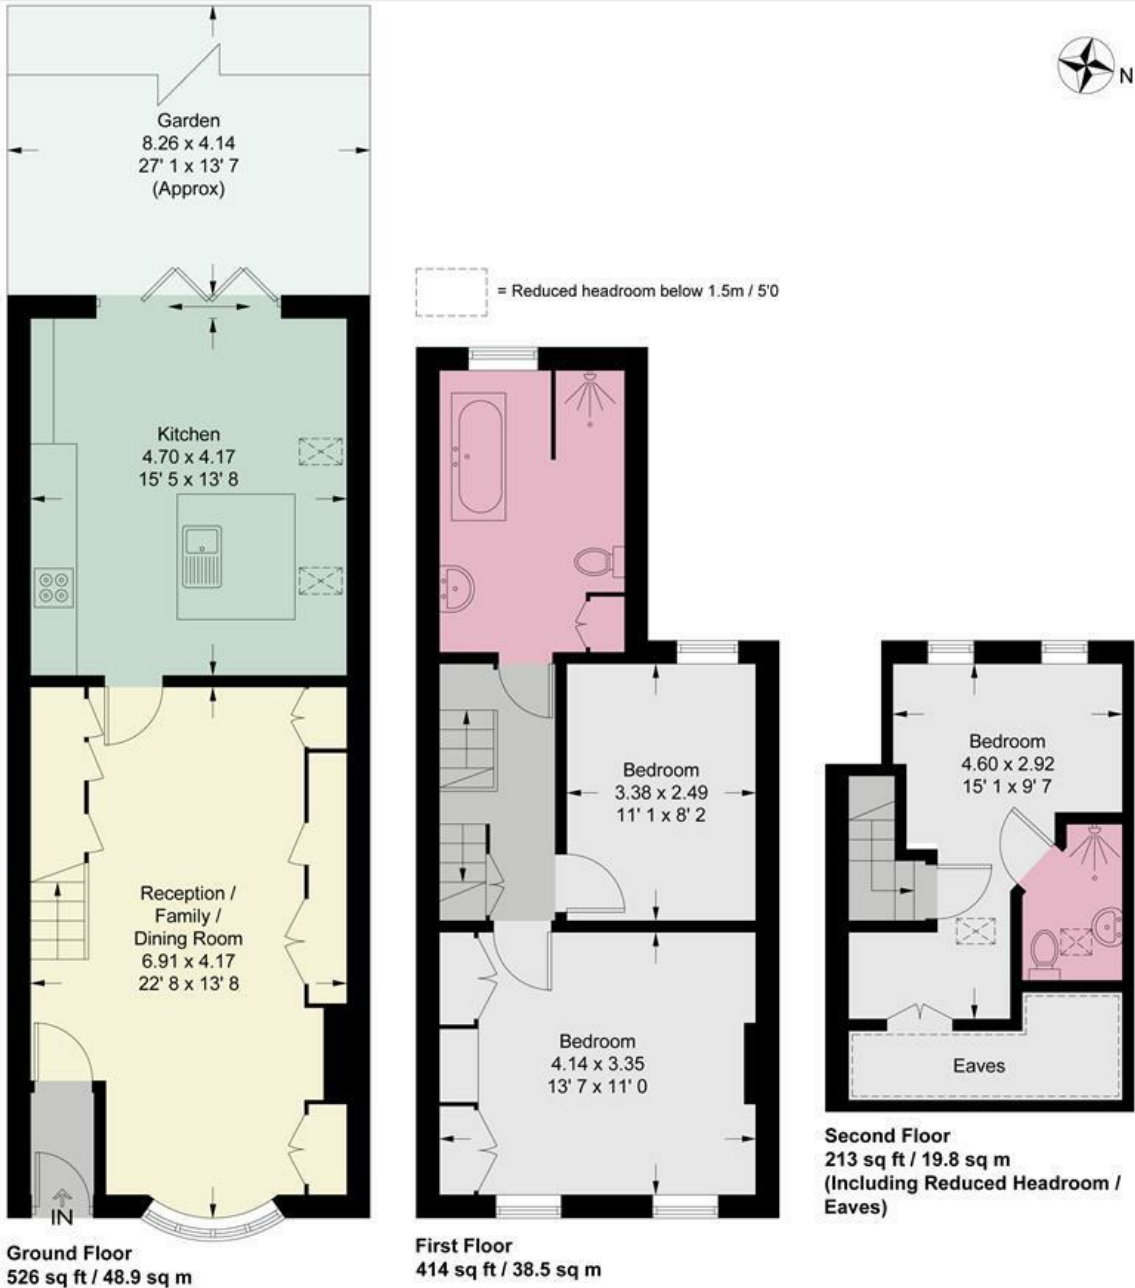 N
Garden
8.26 x 4.14
27' 1 x 13' 7
(Approx)
= Reduced headroom below 1.5m / 5'0
Kitchen
4.70 x 4.17
15' 5 x 13' 8
Reception /
Family /
Dining Room
6.91 x 4.17
22' 8 x 13' 8
IN
Ground Floor
526 sq ft / 48.9 sq m
Bedroom
3.38 x 2.49
11' 1 x 8' 2
Bedroom
4.14 x 3.35
13' 7 x 11' 0
First Floor
414 sq ft / 38.5 sq m
Bedroom
4.60 x 2.92
15' 1 x 9' 7
Eaves
Second Floor
213 sq ft / 19.8 sq m
(Including Reduced Headroom /
Eaves)